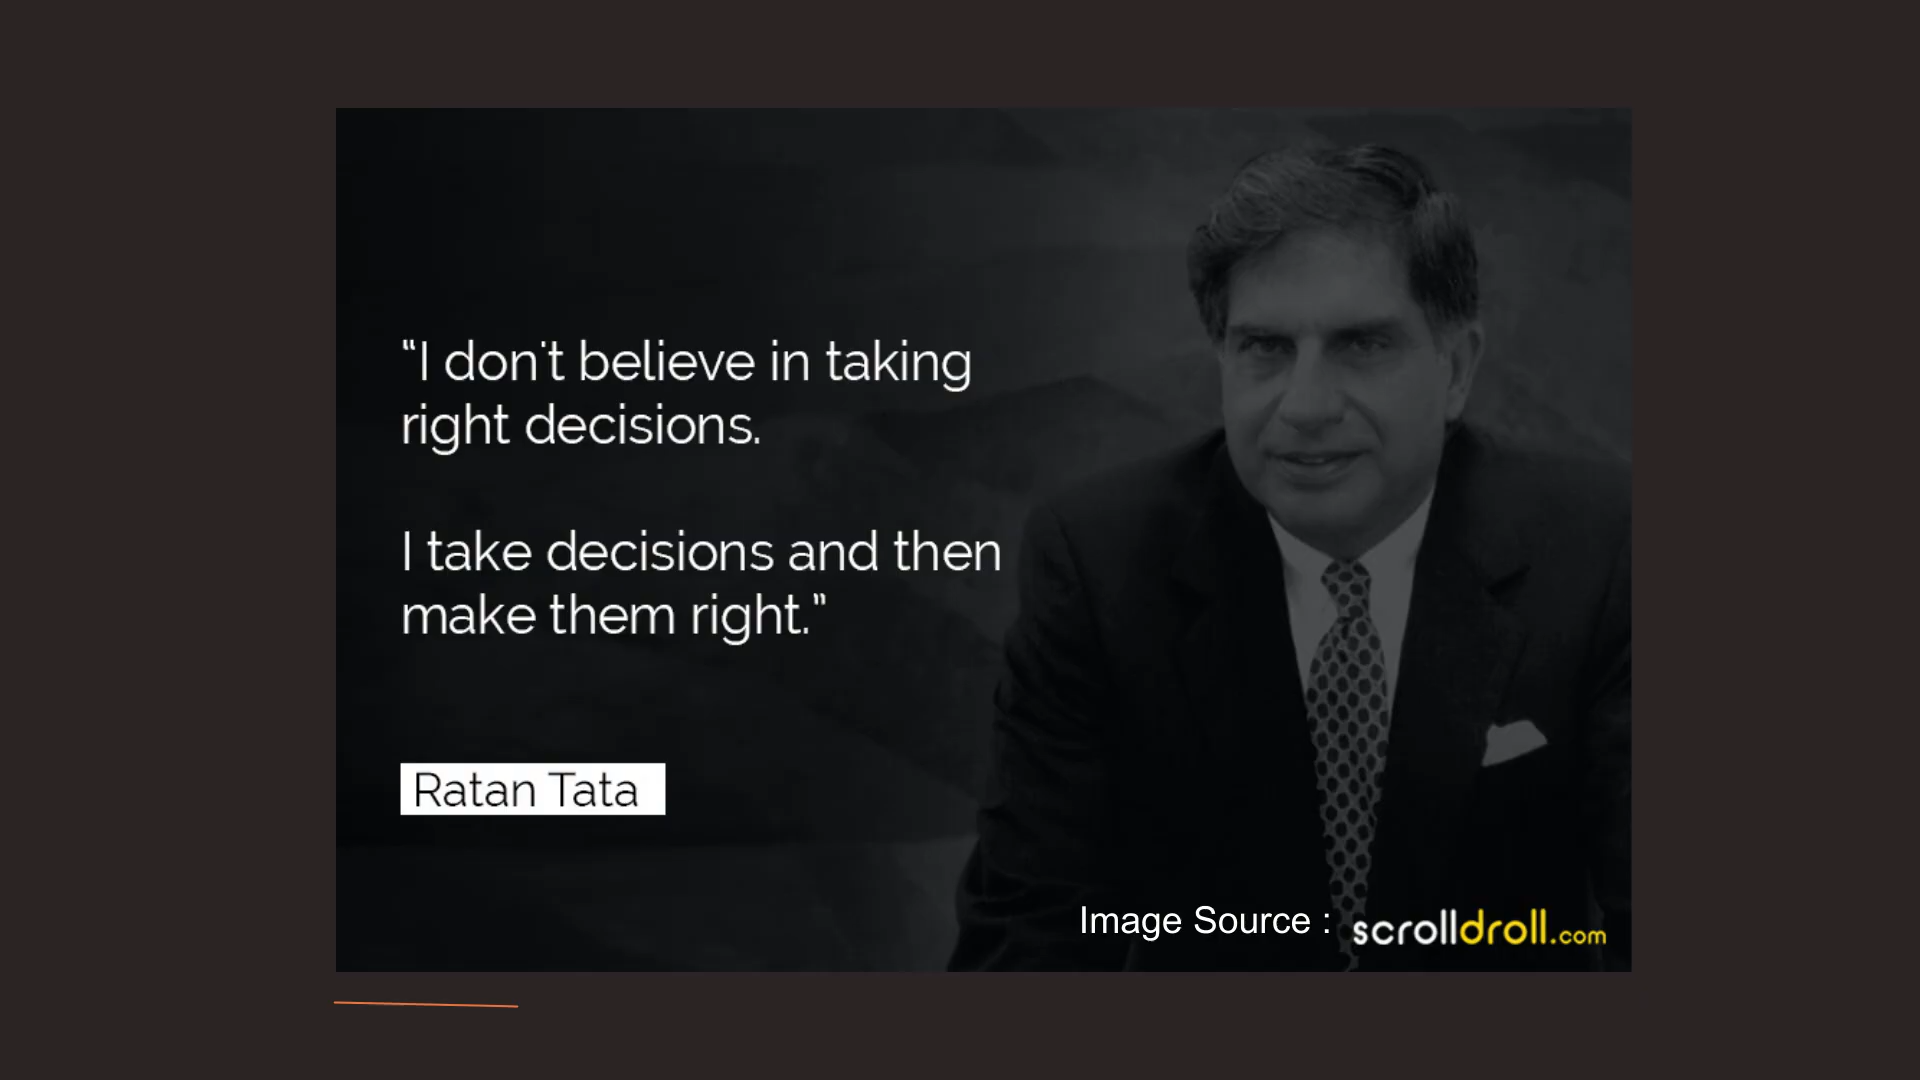 “I don't believe in taking
right decisions.
I take decisions and then
make them right.”
Ratan Tata
Image Source : scrolldroll.com